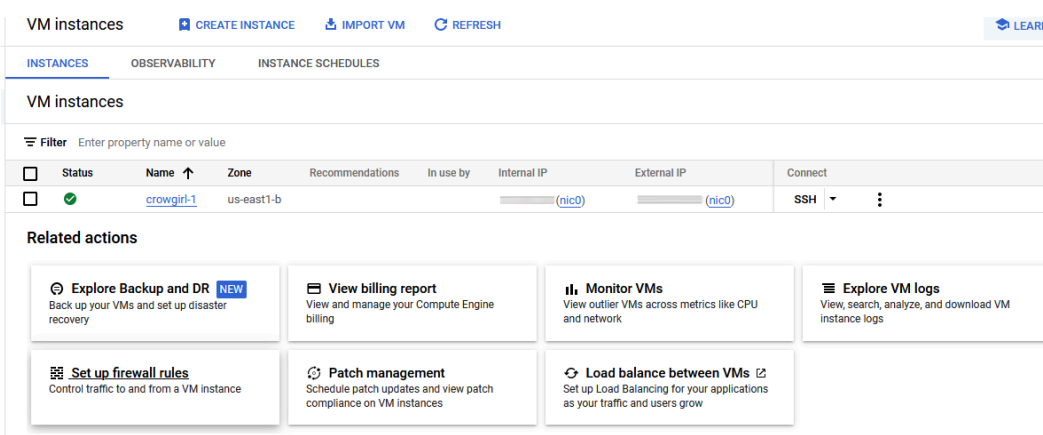 VM instances CREATE INSTANCE IMPORT VM REFRESH LEAR
INSTANCES OBSERVABILITY INSTANCE SCHEDULES
VM instances
Filter Enter property name or value
Status Name Zone Recommendations In use by Internal IP External IP Connect
crowgirl-1 us-east1-b (nic0) (nic0) SSH
Related actions
Explore Backup and DR NEW
Back up your VMs and set up disaster
recovery
View billing report
View and manage your Compute Engine
billing
Monitor VMs
View outlier VMs across metrics like CPU
and network
Explore VM logs
View, search, analyze, and download VM
instance logs
Set up firewall rules
Control traffic to and from a VM instance
Patch management
Schedule patch updates and view patch
compliance on VM instances
Load balance between VMs
Set up Load Balancing for your applications
as your traffic and users grow